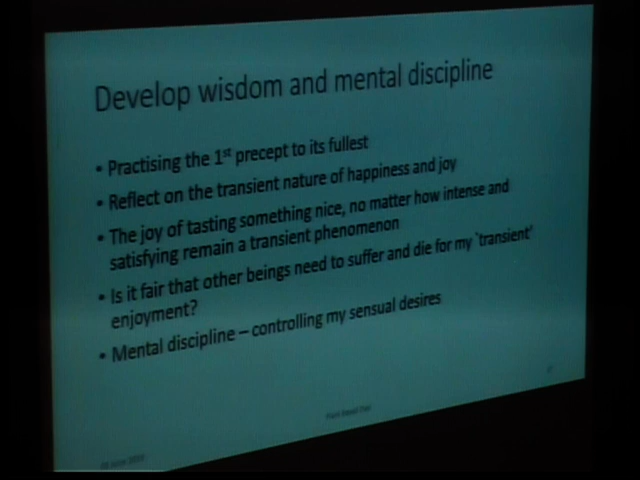 Develop wisdom and mental discipline
• Practising the 1st precept to its fullest
• Reflect on the transient nature of happiness and joy
• The joy of tasting something nice, no matter how intense and
satisfying remain a transient phenomenon
• Is it fair that other beings need to suffer and die for my `transient'
enjoyment?
• Mental discipline – controlling my sensual desires